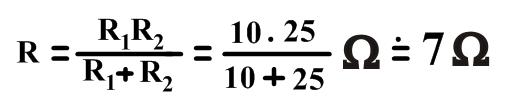 R = R₁R₂ / R₁ + R₂ = 10 . 25 / 10 + 25 Ω ≐ 7 Ω